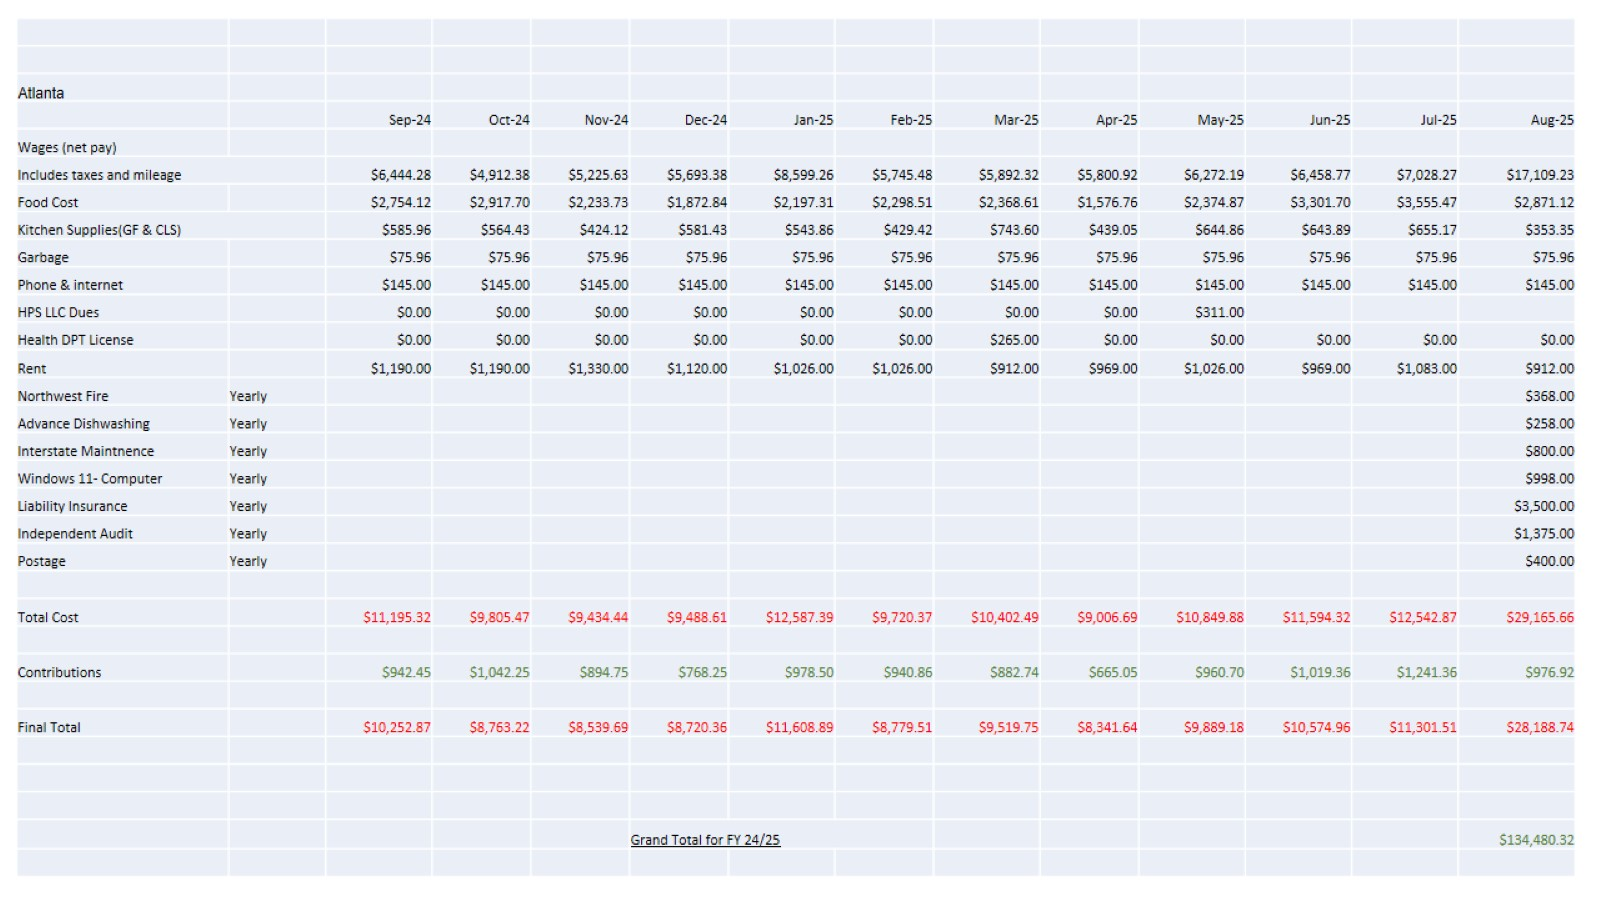 Atlanta
Sep-24 Oct-24 Nov-24 Dec-24 Jan-25 Feb-25 Mar-25 Apr-25 May-25 Jun-25 Jul-25 Aug-25
Wages (net pay)
Includes taxes and mileage $6,444.28 $4,912.38 $5,225.63 $5,693.38 $8,599.26 $5,745.48 $5,892.32 $5,800.92 $6,272.19 $6,458.77 $7,028.27 $17,109.23
Food Cost $2,754.12 $2,917.70 $2,233.73 $1,872.84 $2,197.31 $2,298.51 $2,368.61 $1,576.76 $2,374.87 $3,301.70 $3,555.47 $2,871.12
Kitchen Supplies(GF & CLS) $585.96 $564.43 $424.12 $581.43 $543.86 $429.42 $743.60 $439.05 $644.86 $643.89 $655.17 $353.35
Garbage $75.96 $75.96 $75.96 $75.96 $75.96 $75.96 $75.96 $75.96 $75.96 $75.96 $75.96 $75.96
Phone & internet $145.00 $145.00 $145.00 $145.00 $145.00 $145.00 $145.00 $145.00 $145.00 $145.00 $145.00 $145.00
HPS LLC Dues $0.00 $0.00 $0.00 $0.00 $0.00 $0.00 $0.00 $0.00 $311.00
Health DPT License $0.00 $0.00 $0.00 $0.00 $0.00 $0.00 $265.00 $0.00 $0.00 $0.00 $0.00 $0.00
Rent $1,190.00 $1,190.00 $1,330.00 $1,120.00 $1,026.00 $1,026.00 $912.00 $969.00 $1,026.00 $969.00 $1,083.00 $912.00
Northwest Fire Yearly $368.00
Advance Dishwashing Yearly $258.00
Interstate Maintnence Yearly $800.00
Windows 11- Computer Yearly $998.00
Liability Insurance Yearly $3,500.00
Independent Audit Yearly $1,375.00
Postage Yearly $400.00
Total Cost $11,195.32 $9,805.47 $9,434.44 $9,488.61 $12,587.39 $9,720.37 $10,402.49 $9,006.69 $10,849.88 $11,594.32 $12,542.87 $29,165.66
Contributions $942.45 $1,042.25 $894.75 $768.25 $978.50 $940.86 $882.74 $665.05 $960.70 $1,019.36 $1,241.36 $976.92
Final Total $10,252.87 $8,763.22 $8,539.69 $8,720.36 $11,608.89 $8,779.51 $9,519.75 $8,341.64 $9,889.18 $10,574.96 $11,301.51 $28,188.74
Grand Total for FY 24/25 $134,480.32